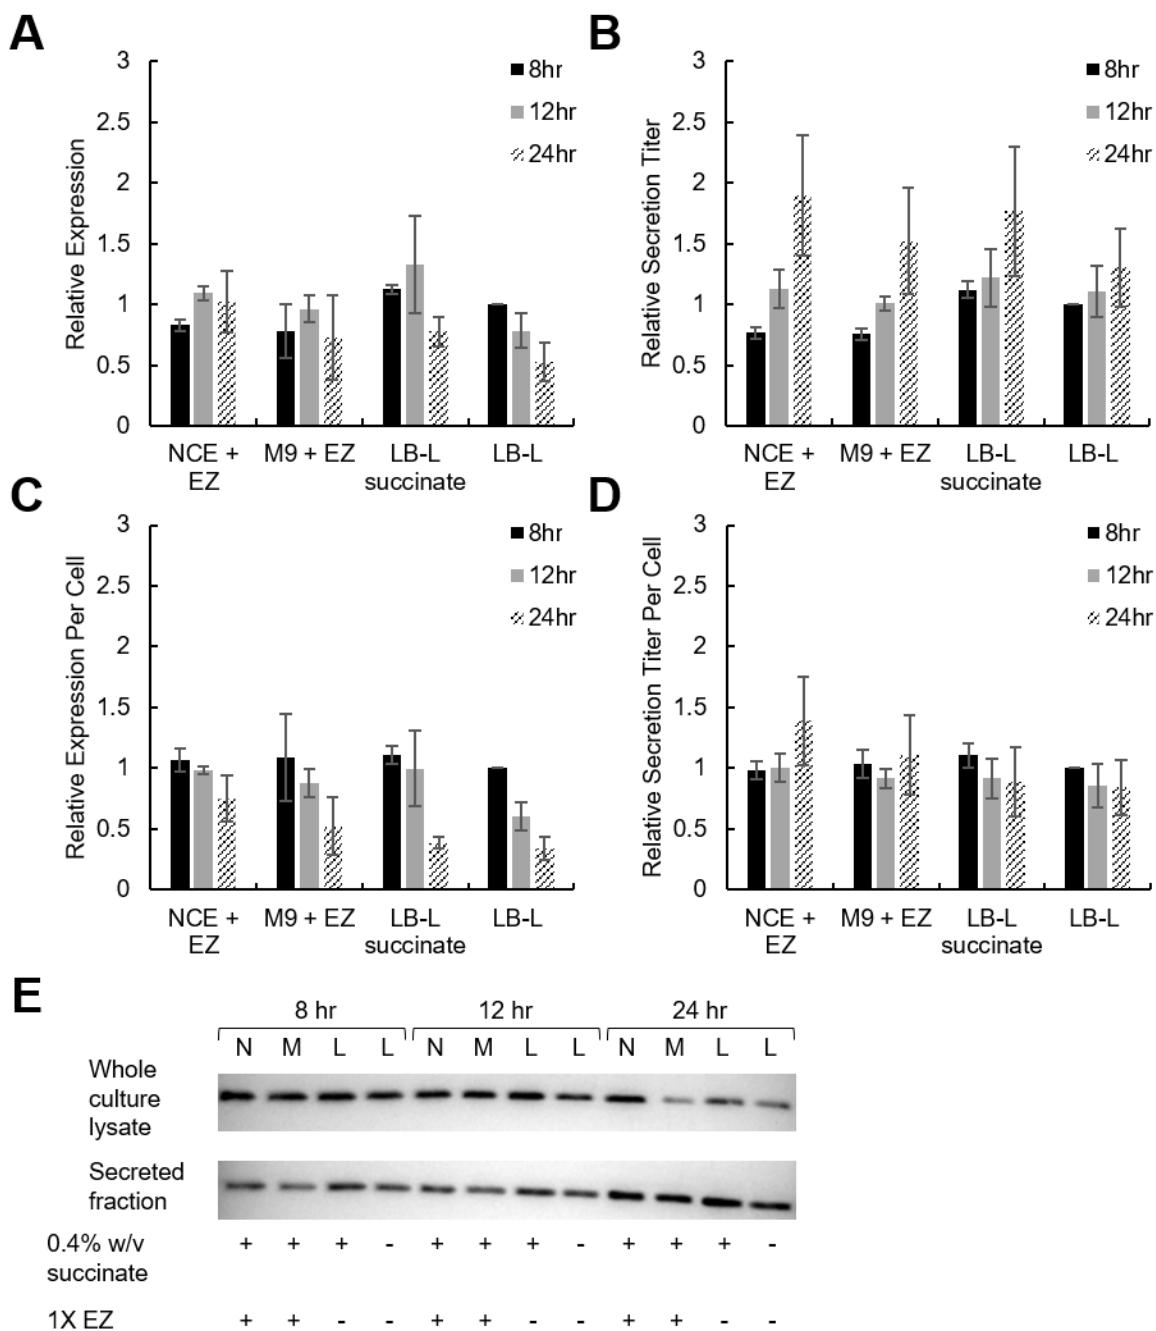 A
3
2.5
2
1.5
1
0.5
0
Relative Expression
8hr
12hr
24hr
NCE +
EZ
M9 + EZ
LB-L
succinate
LB-L
B
3
2.5
2
1.5
1
0.5
0
Relative Secretion Titer
8hr
12hr
24hr
NCE +
EZ
M9 + EZ
LB-L
succinate
LB-L
C
3
2.5
2
1.5
1
0.5
0
Relative Expression Per Cell
8hr
12hr
24hr
NCE +
EZ
M9 + EZ
LB-L
succinate
LB-L
D
3
2.5
2
1.5
1
0.5
0
Relative Secretion Titer Per Cell
8hr
12hr
24hr
NCE +
EZ
M9 + EZ
LB-L
succinate
LB-L
E
8 hr 12 hr 24 hr
N M L L N M L L N M L L
Whole
culture
lysate
Secreted
fraction
0.4% w/v + + + - + + + - + + + -
succinate
1X EZ + + - - + + - - + + - -